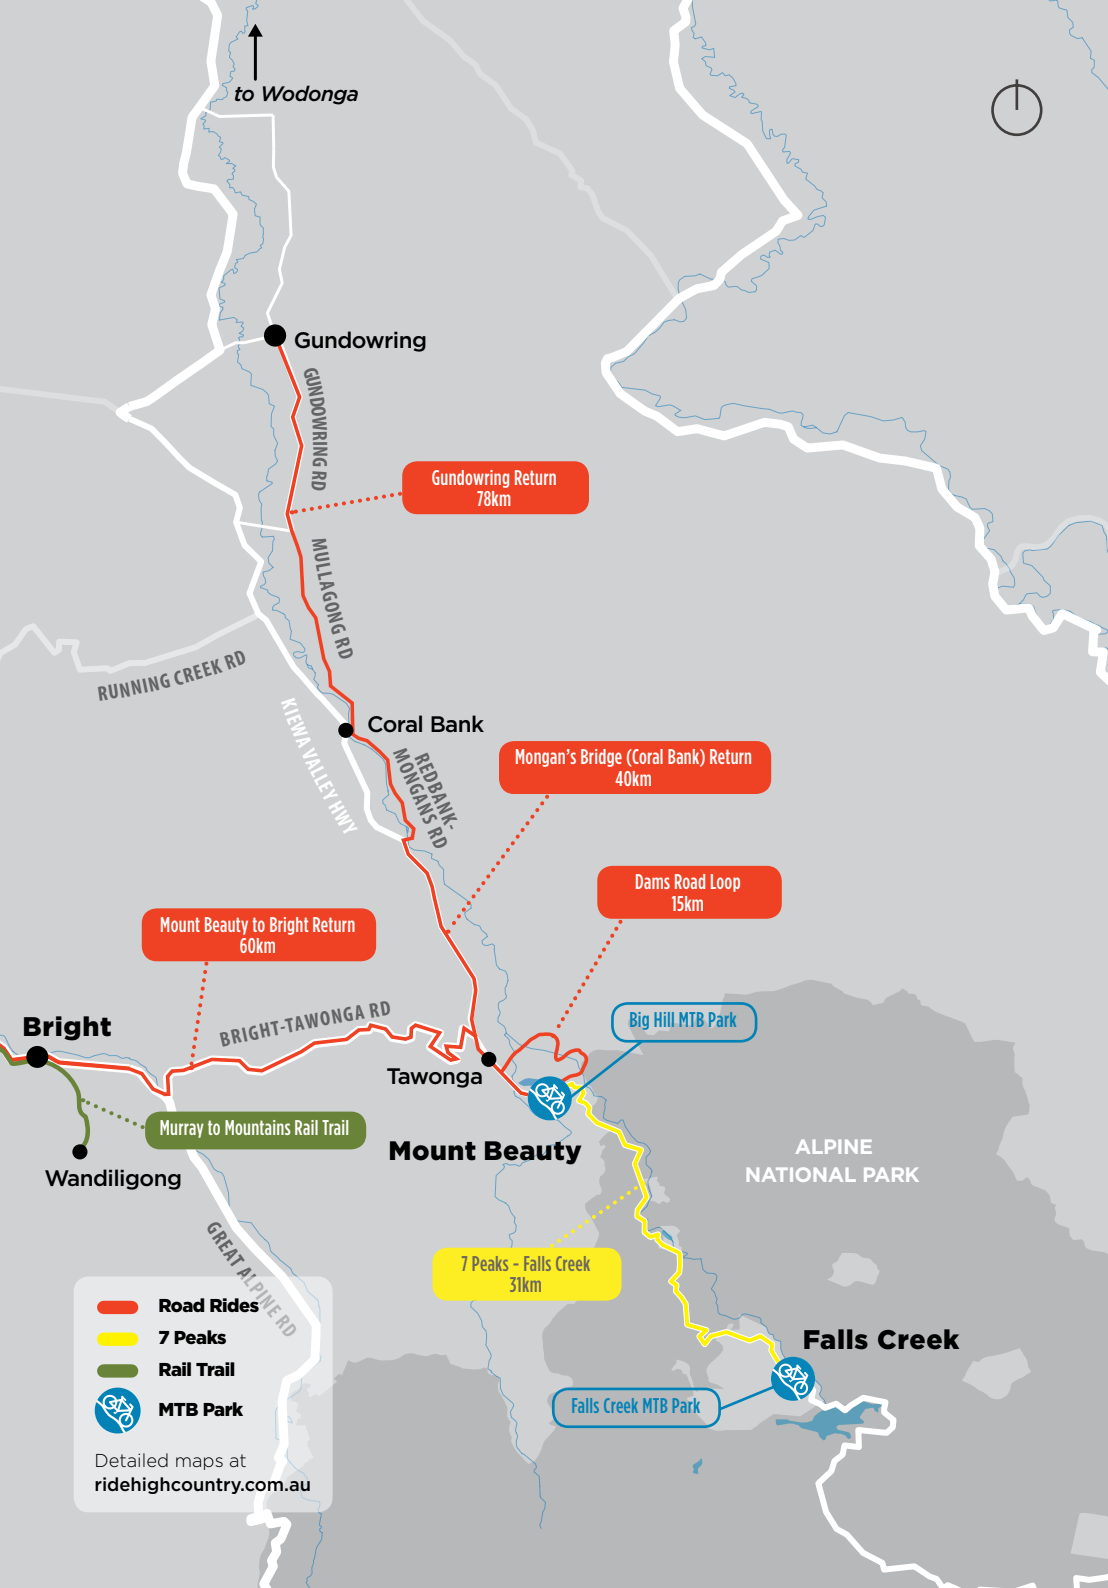 to Wodonga
Gundowring
GUNDOWRING RD
Gundowring Return
78km
MULLAGONG RD
RUNNING CREEK RD
KIEWA VALLEY HWY
Coral Bank
REDBANK-
MONGANS RD
Mongan's Bridge (Coral Bank) Return
40km
Dams Road Loop
15km
Mount Beauty to Bright Return
60km
BRIGHT-TAWONGA RD
Bright
Big Hill MTB Park
Tawonga
Murray to Mountains Rail Trail
Mount Beauty
Wandiligong
ALPINE
NATIONAL PARK
GREAT ALPINE RD
7 Peaks - Falls Creek
31km
Falls Creek
Falls Creek MTB Park
Road Rides
7 Peaks
Rail Trail
MTB Park
Detailed maps at
ridehighcountry.com.au